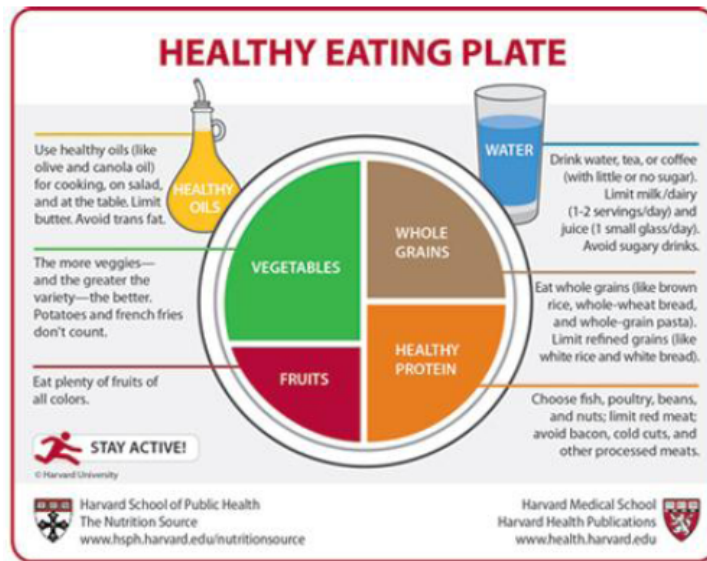 HEALTHY EATING PLATE
Use healthy oils (like
olive and canola oil)
for cooking, on salad,
and at the table. Limit
butter. Avoid trans fat.
HEALTHY
OILS
WATER
Drink water, tea, or coffee
(with little or no sugar).
Limit milk/dairy
(1-2 servings/day) and
juice (1 small glass/day).
Avoid sugary drinks.
The more veggies—
and the greater the
variety—the better.
Potatoes and french fries
don't count.
VEGETABLES
WHOLE
GRAINS
Eat whole grains (like brown
rice, whole-wheat bread,
and whole-grain pasta).
Limit refined grains (like
white rice and white bread).
Eat plenty of fruits of
all colors.
FRUITS
HEALTHY
PROTEIN
Choose fish, poultry, beans,
and nuts; limit red meat;
avoid bacon, cold cuts, and
other processed meats.
STAY ACTIVE!
© Harvard University
Harvard School of Public Health
The Nutrition Source
www.hsph.harvard.edu/nutritionsource
Harvard Medical School
Harvard Health Publications
www.health.harvard.edu